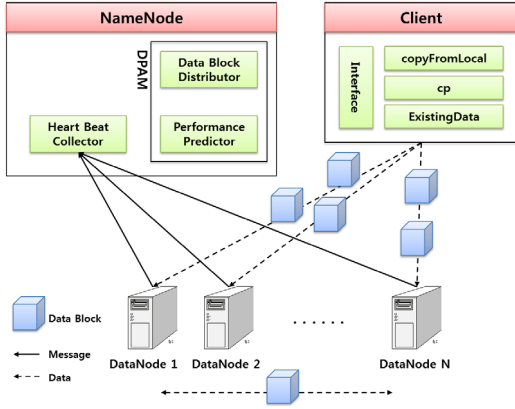 NameNode
Client
DPAM
Data Block
Distributor
Heart Beat
Collector
Performance
Predictor
Interface
copyFromLocal
cp
ExistingData
Data Block
Message
Data
DataNode 1
DataNode 2
......
DataNode N